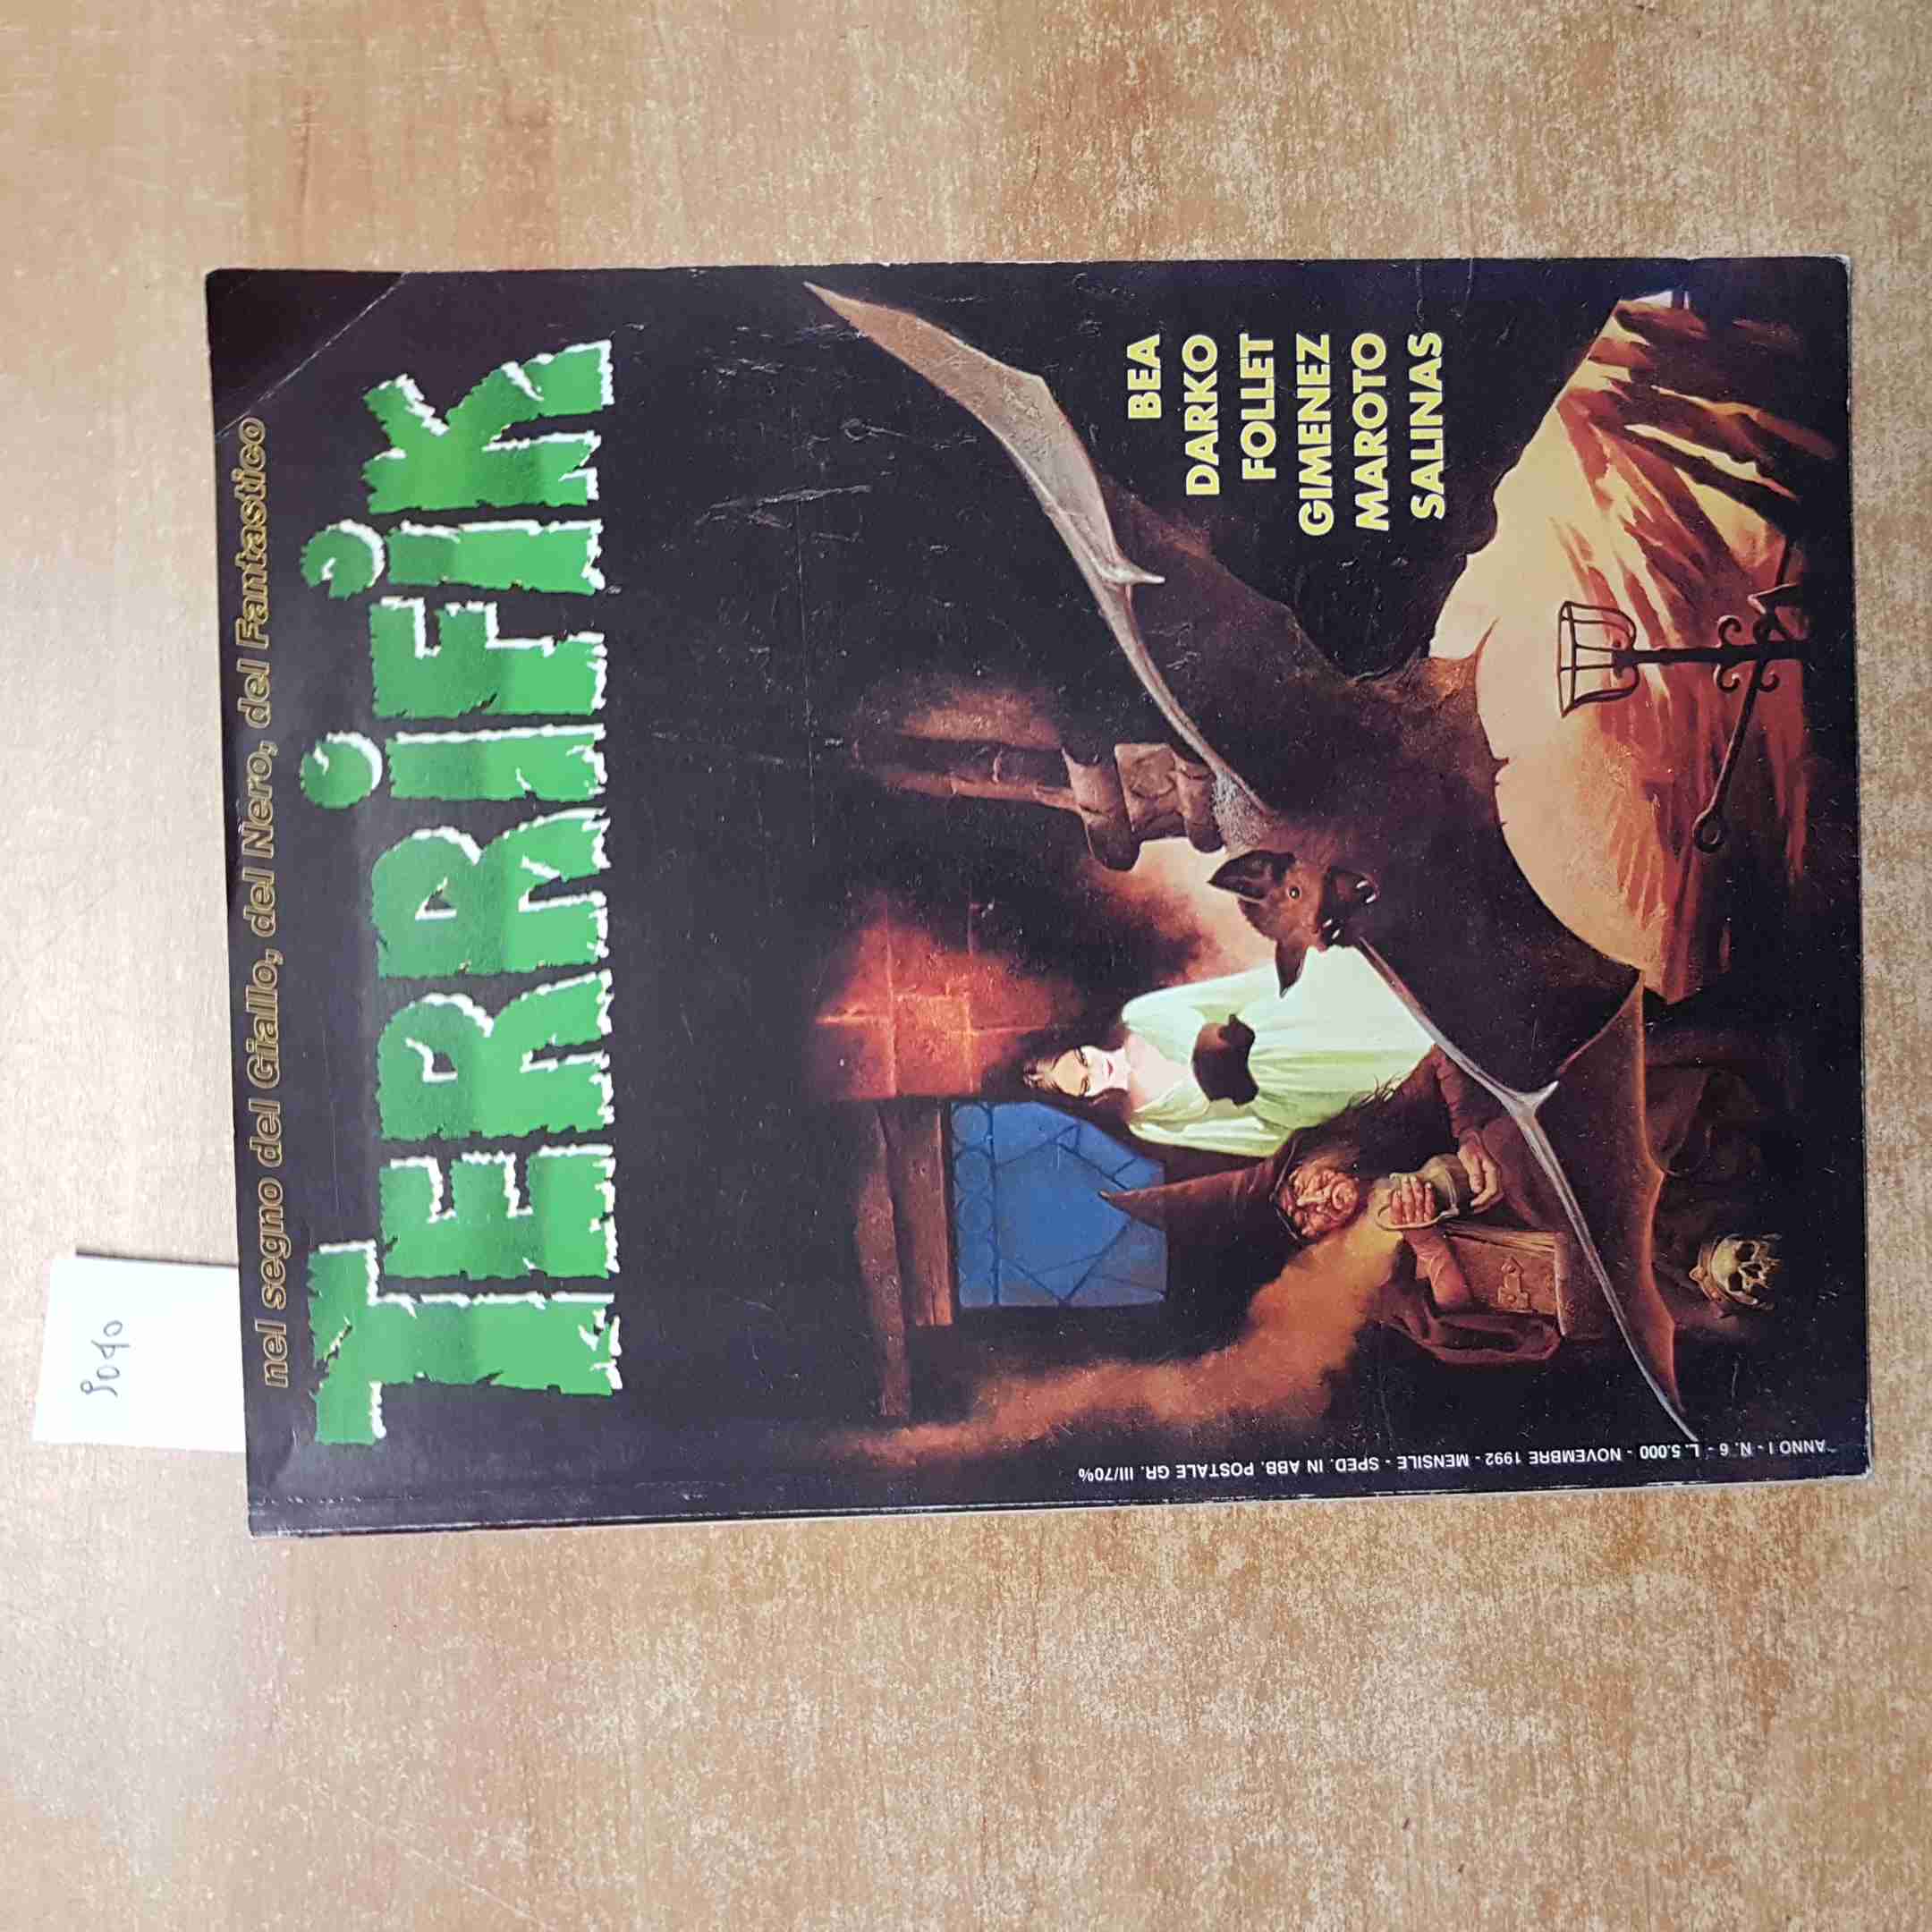 nel segno del Giallo, del Nero, del Fantastico
TERRiFiK
BEA
DARKO
FOLLET
GIMENEZ
MAROTO
SALINAS
ANNO I - N. 6 - L. 5.000 - NOVEMBRE 1992 - MENSILE - SPED. IN ABB. POSTALE GR. III/70%